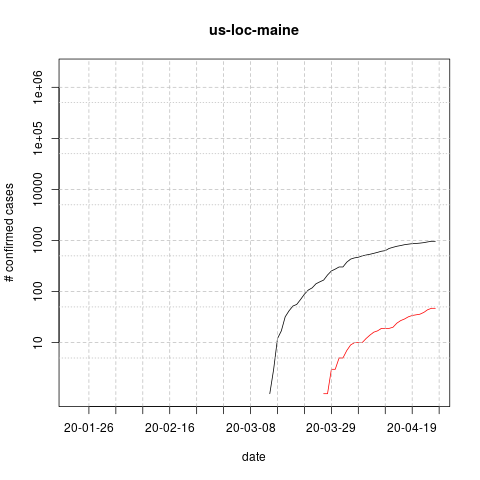 us-loc-maine
# confirmed cases
1e+06
1e+05
10000
1000
100
10
20-01-26 20-02-16 20-03-08 20-03-29 20-04-19
date